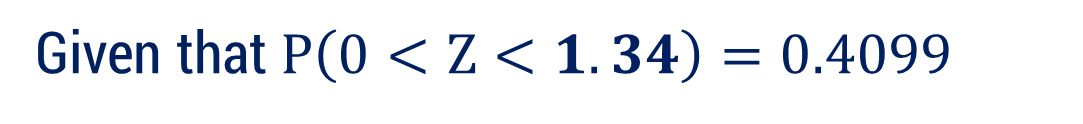 Given that P(0 < Z < 1.34) = 0.4099